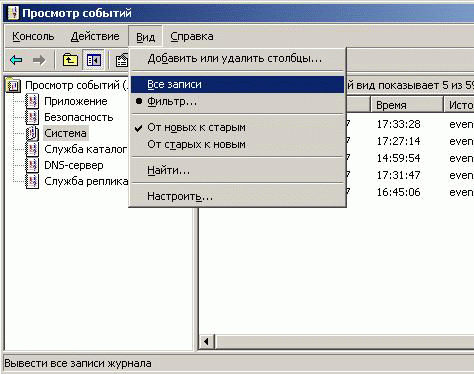 Просмотр событий
Консоль Действие Вид Справка
Добавить или удалить столбцы...
Все записи
Фильтр...
От новых к старым
От старых к новым
Найти...
Настроить...
Просмотр событий (.
Приложение
Безопасность
Система
Служба каталог
DNS-сервер
Служба реплика
вид показывает 5 из 59
Время Исто
7 17:33:28 even
7 17:27:14 even
14:59:54 even
7 17:31:47 even
7 16:45:06 even
Вывести все записи журнала